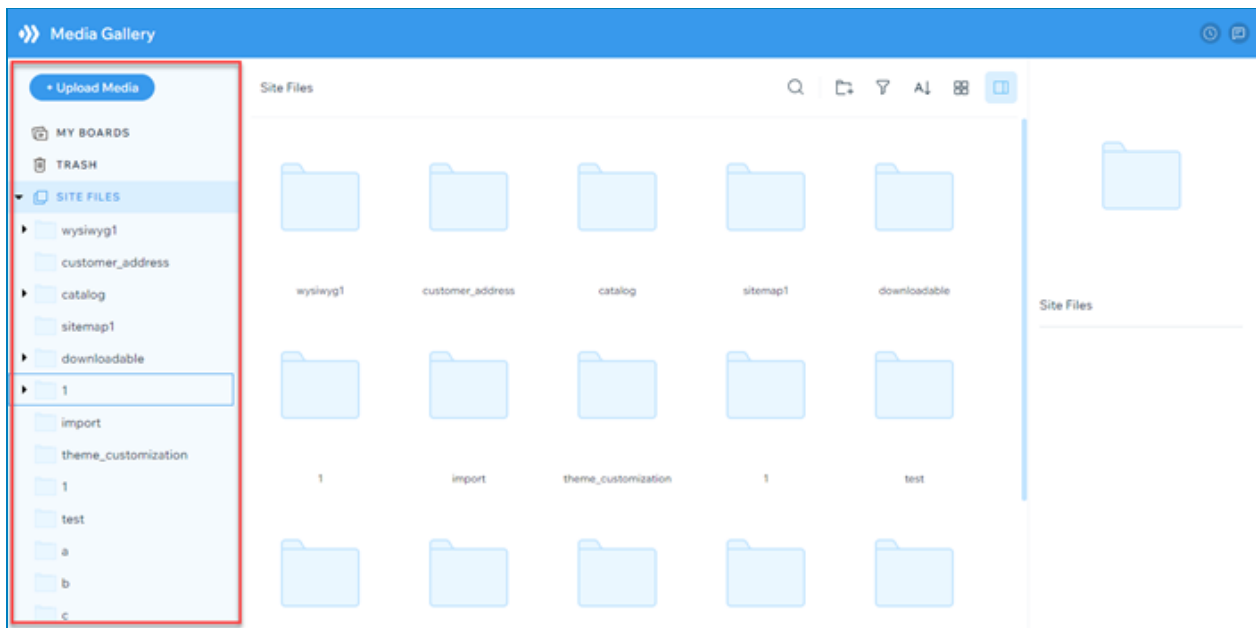 Media Gallery
+ Upload Media
MY BOARDS
TRASH
SITE FILES
wysiwyg1
customer_address
catalog
sitemap1
downloadable
1
import
theme_customization
1
test
a
b
c
Site Files
A
wysiwyg1 customer_address catalog sitemap1 downloadable
1 import theme_customization 1 test
Site Files